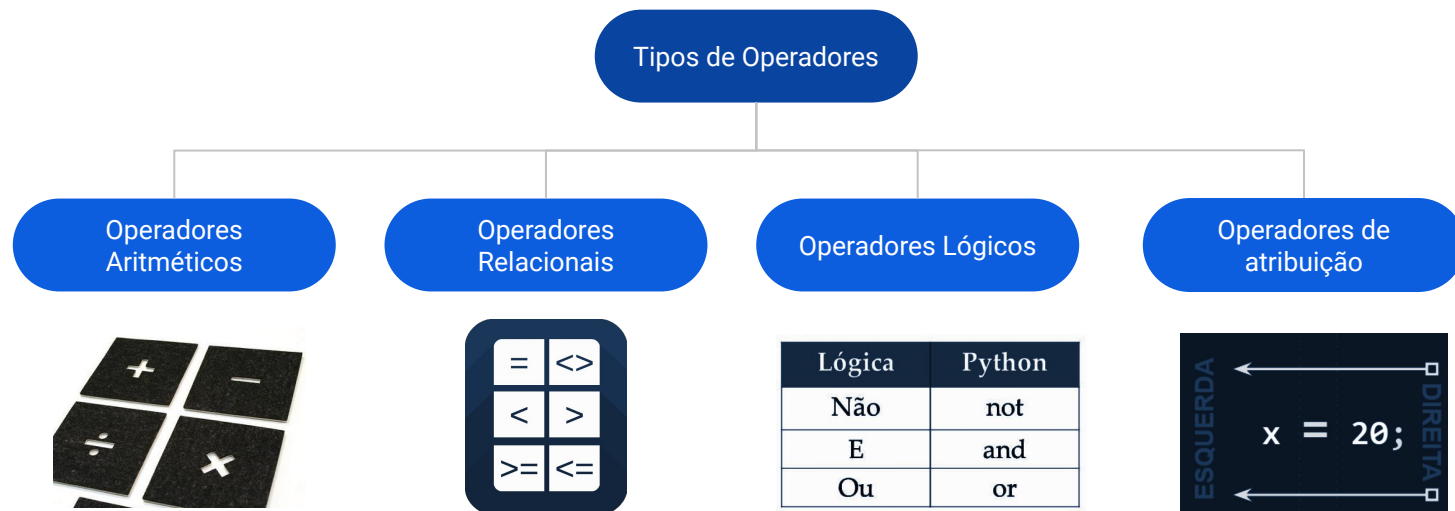 Tipos de Operadores
Operadores
Aritméticos
Operadores
Relacionais
Operadores Lógicos
Operadores de
atribuição
+ −
÷ ×
= <>
< >
>= <=
Lógica Python
Não not
E and
Ou or
ESQUERDA
x = 20;
DIREITA